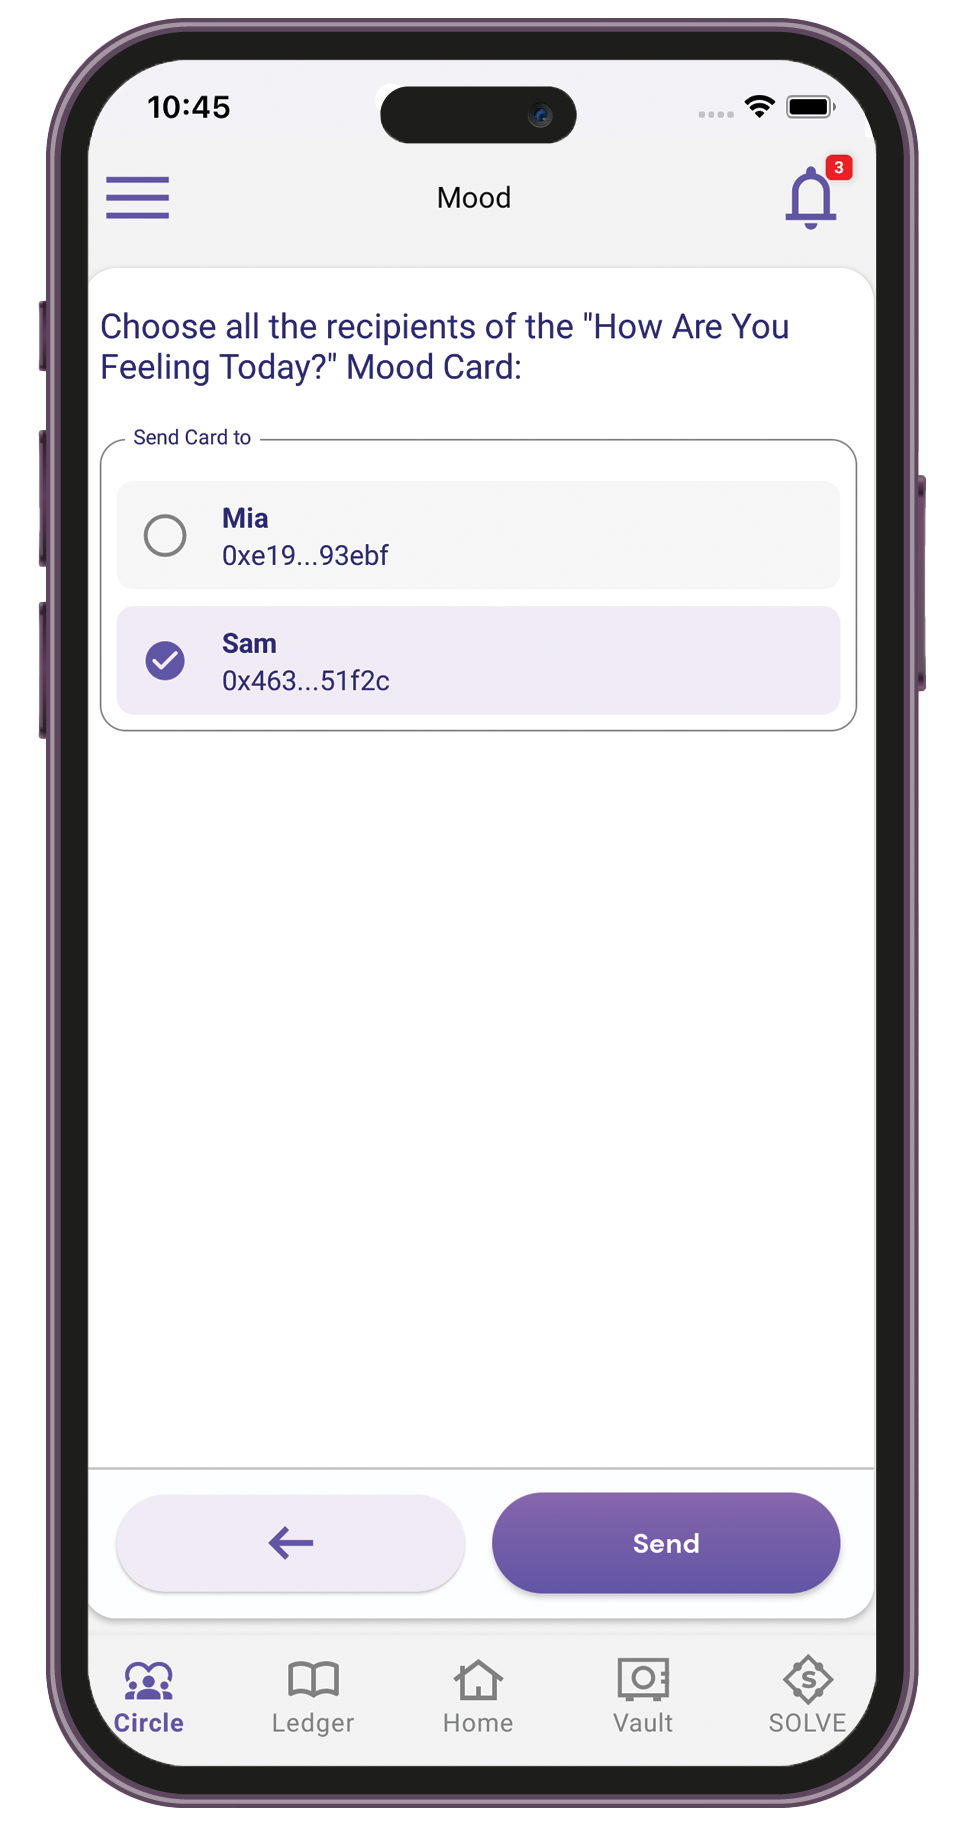 10:45
3
Mood
Choose all the recipients of the "How Are You
Feeling Today?" Mood Card:
Send Card to
Mia
0xe19...93ebf
Sam
0x463...51f2c
Send
Circle
Ledger
Home
Vault
S
SOLVE